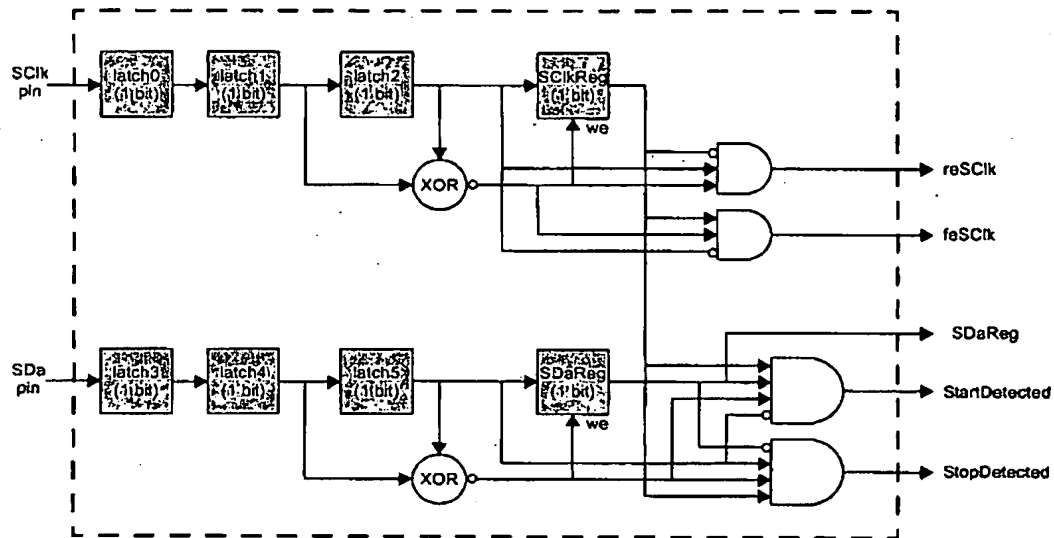 SClk
pin
latch0
(1 bit)
latch1
(1 bit)
latch2
(1 bit)
SClkReg
(1 bit)
we
XOR
reSClk
feSClk
SDa
pin
latch3
(1 bit)
latch4
(1 bit)
latch5
(1 bit)
SDaReg
(1 bit)
we
XOR
SDaReg
StartDetected
StopDetected